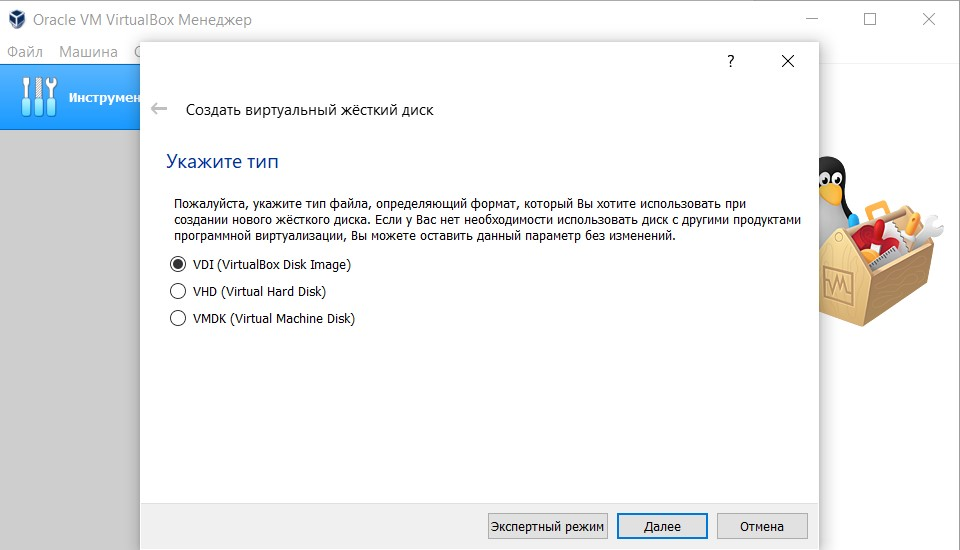 Oracle VM VirtualBox Менеджер
Файл Машина
?
Инструмен
Создать виртуальный жёсткий диск
Укажите тип
Пожалуйста, укажите тип файла, определяющий формат, который Вы хотите использовать при
создании нового жёсткого диска. Если у Вас нет необходимости использовать диск с другими продуктами
программной виртуализации, Вы можете оставить данный параметр без изменений.
VDI (VirtualBox Disk Image)
VHD (Virtual Hard Disk)
VMDK (Virtual Machine Disk)
Экспертный режим Далее Отмена